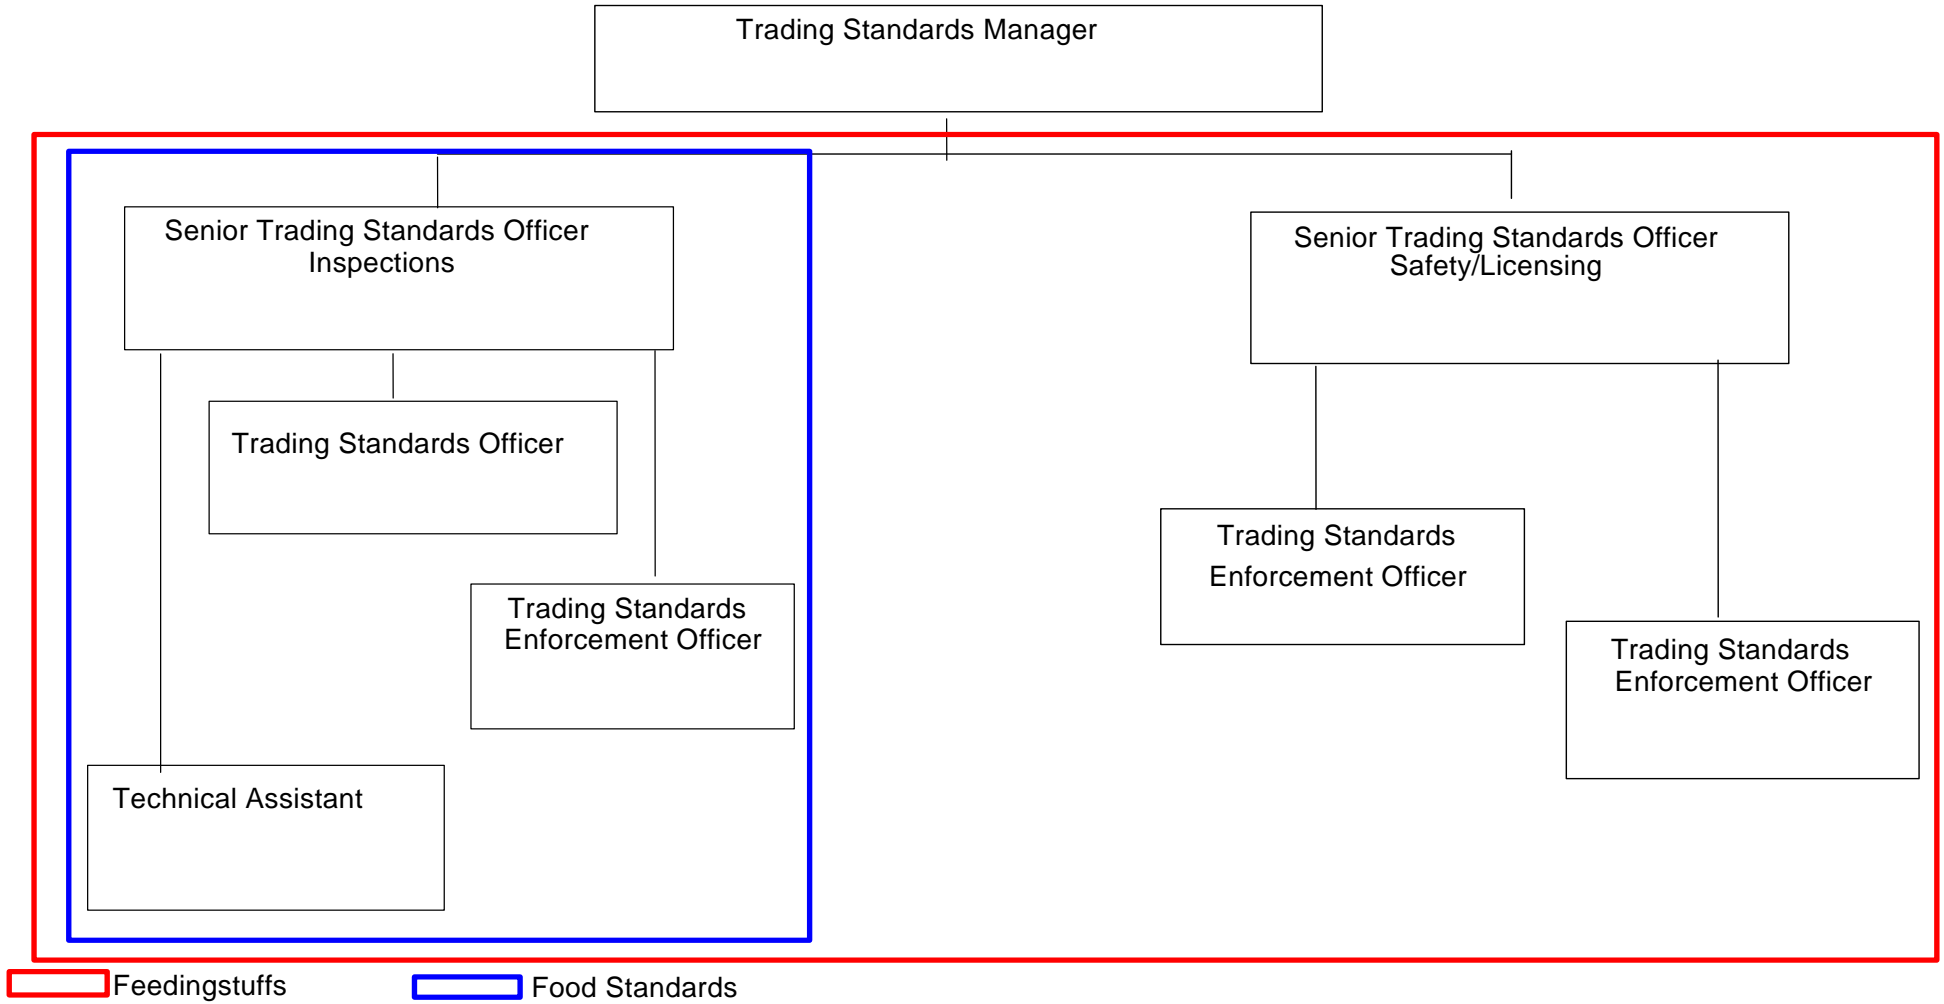 Trading Standards Manager
Senior Trading Standards Officer
Inspections
Senior Trading Standards Officer
Safety/Licensing
Trading Standards Officer
Trading Standards
Enforcement Officer
Trading Standards
Enforcement Officer
Trading Standards
Enforcement Officer
Technical Assistant
Feedingstuffs
Food Standards